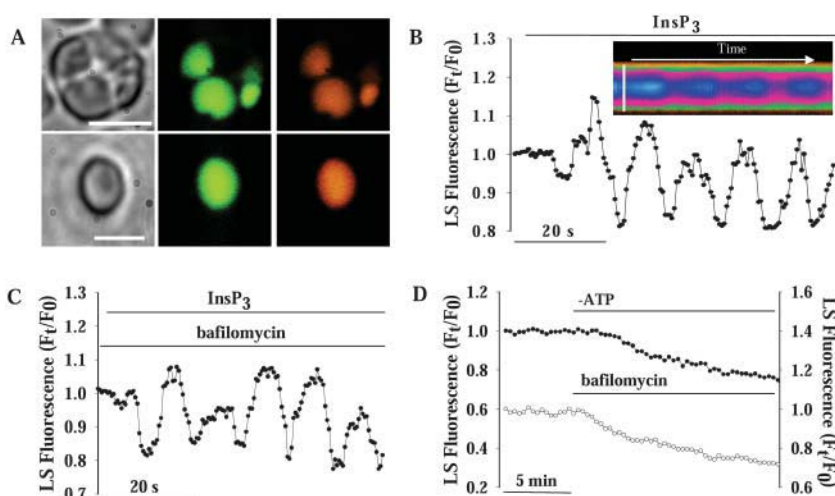 A
B
InsP3
Time
LS Fluorescence (Ft/F0)
1.3
1.2
1.1
1.0
0.9
0.8
20 s
C
InsP3
bafilomycin
LS Fluorescence (Ft/F0)
1.3
1.2
1.1
1.0
0.9
0.8
0.7
20 s
D
-ATP
bafilomycin
LS Fluorescence (Ft/F0)
1.2
1.0
0.8
0.6
0.4
0.2
5 min
1.6
1.4
1.2
1.0
0.8
0.6
LS Fluorescence (Ft/F0)